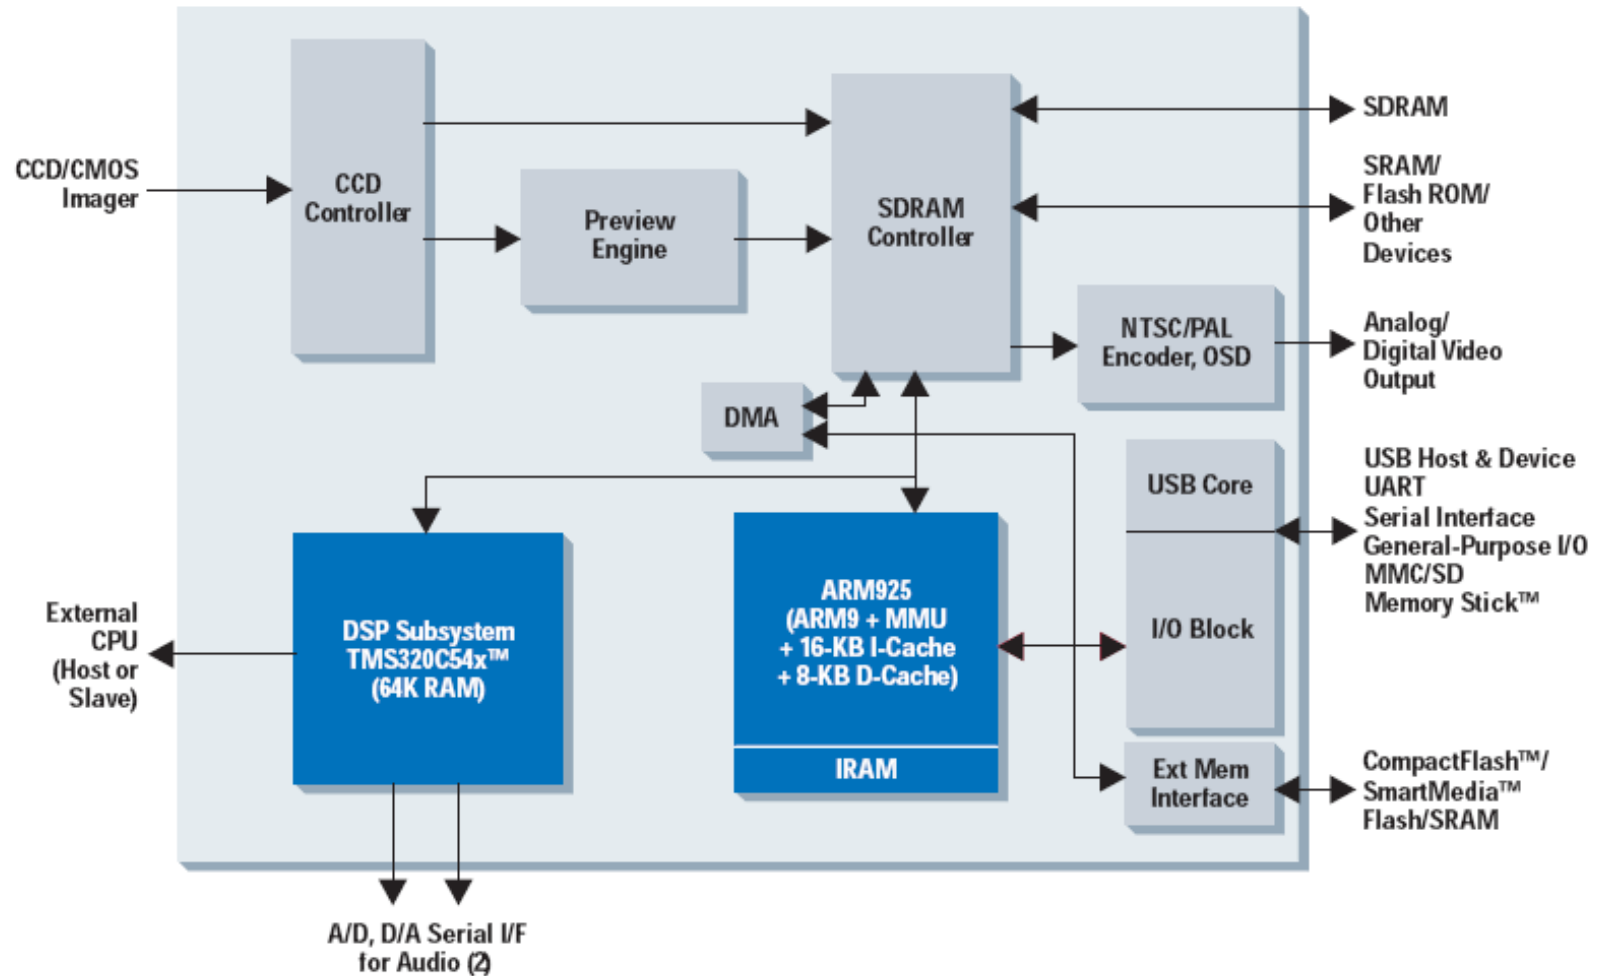 CCD/CMOS
Imager
CCD
Controller
Preview
Engine
SDRAM
Controller
SDRAM
SRAM/
Flash ROM/
Other
Devices
NTSC/PAL
Encoder, OSD
Analog/
Digital Video
Output
DMA
USB Core
I/O Block
USB Host & Device
UART
Serial Interface
General-Purpose I/O
MMC/SD
Memory Stick™
External
CPU
(Host or
Slave)
DSP Subsystem
TMS320C54x™
(64K RAM)
ARM925
(ARM9 + MMU
+ 16-KB I-Cache
+ 8-KB D-Cache)
IRAM
Ext Mem
Interface
CompactFlash™/
SmartMedia™
Flash/SRAM
A/D, D/A Serial I/F
for Audio (2)